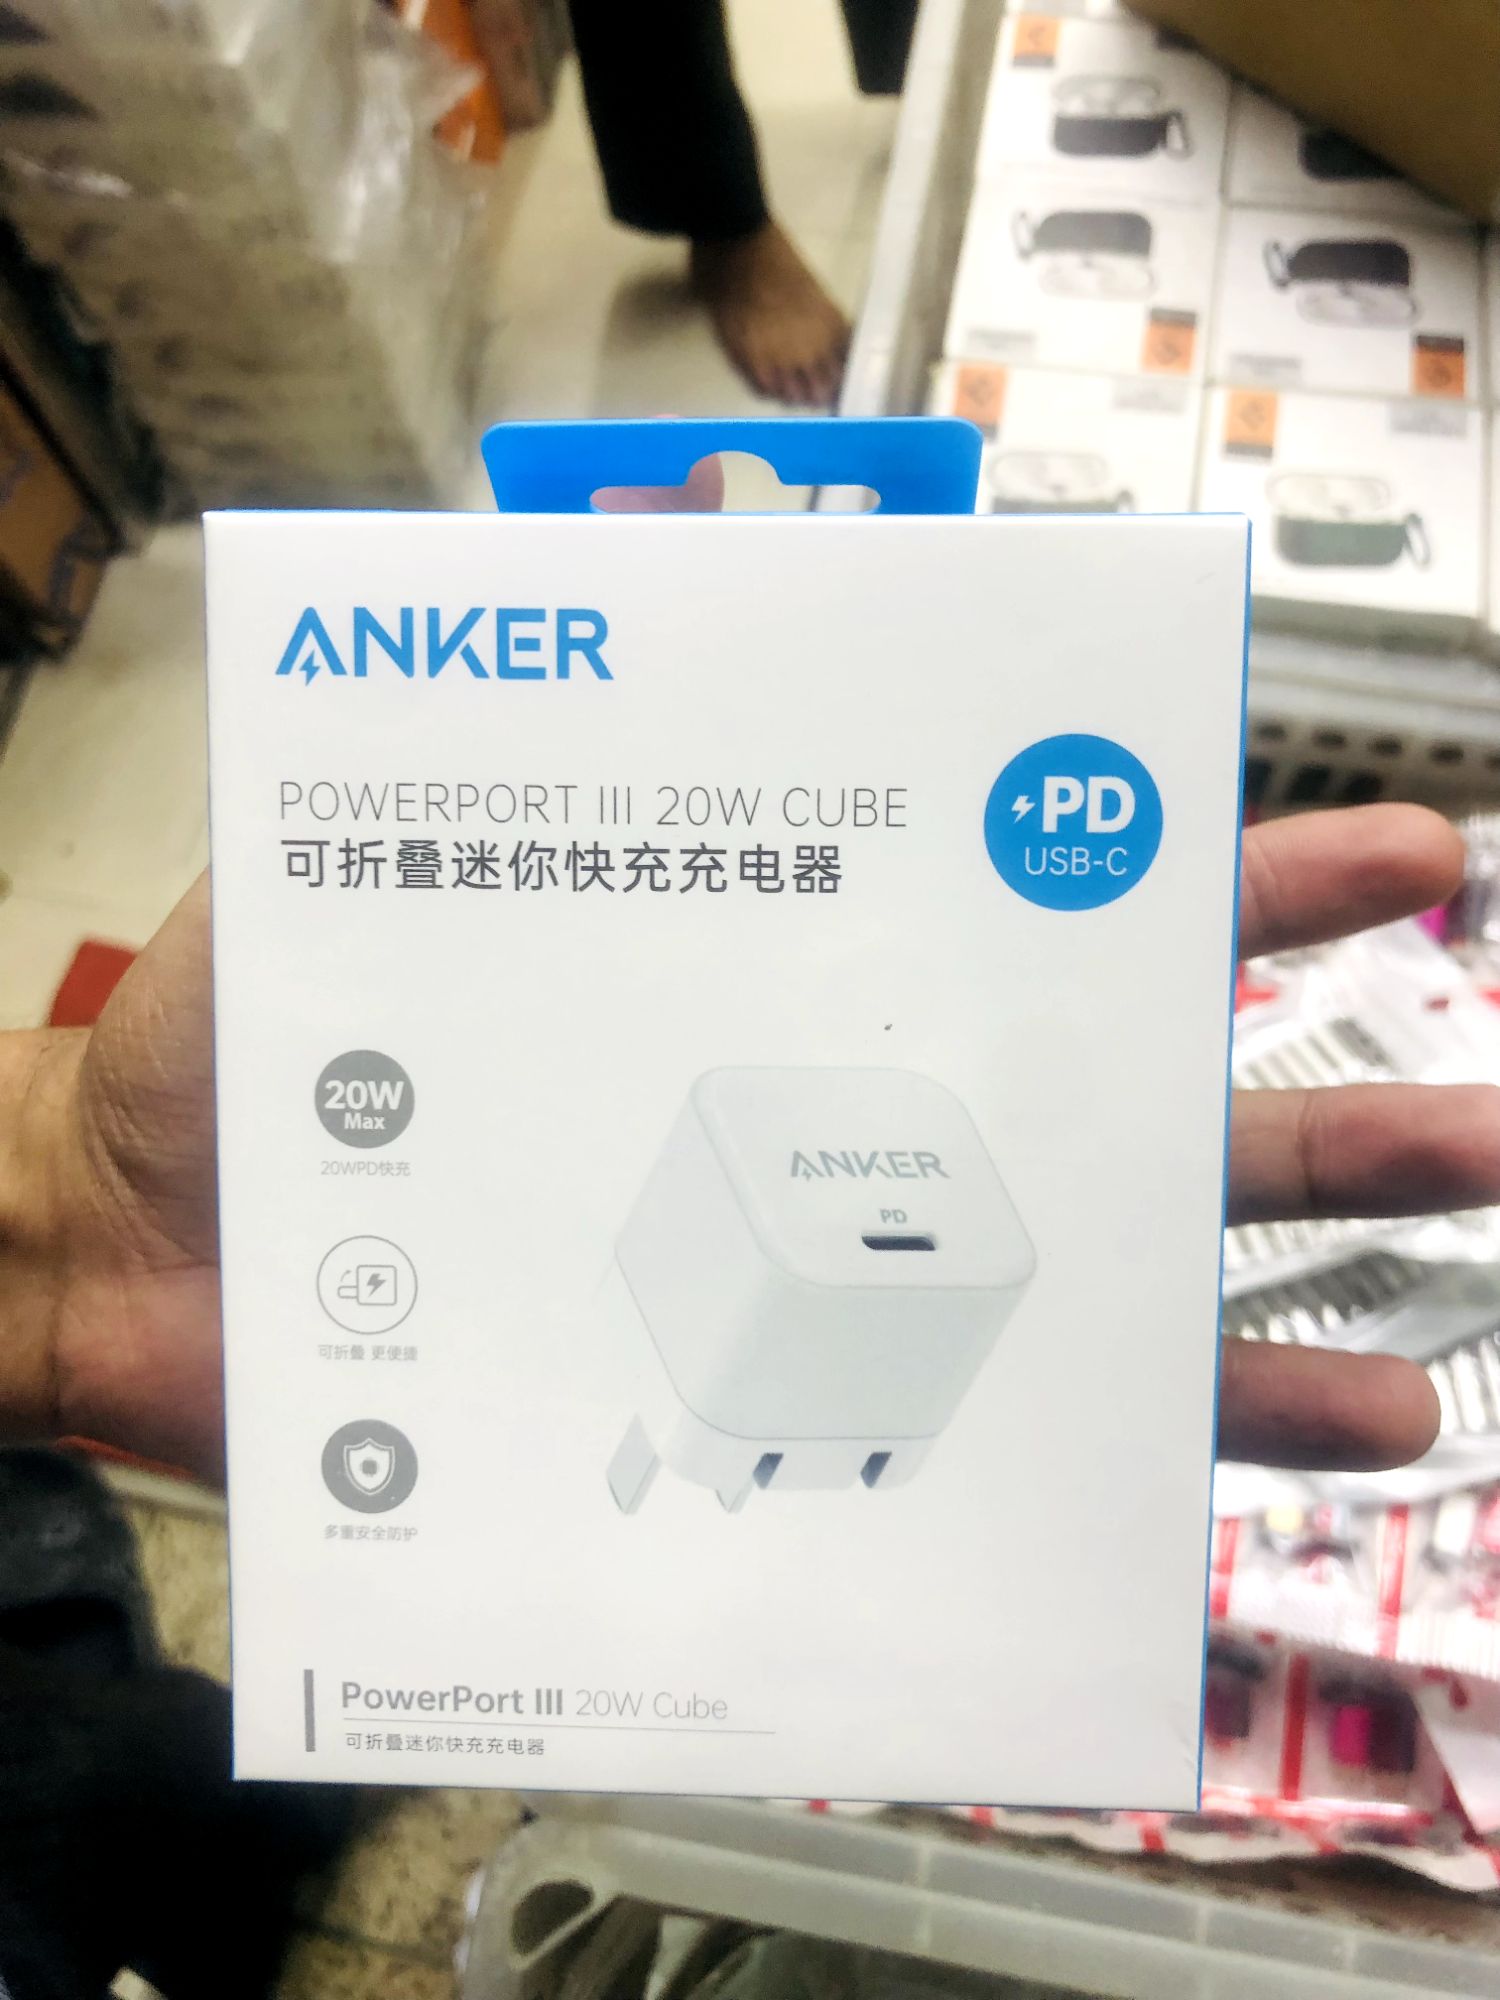 ANKER
POWERPORT III 20W CUBE
可折叠迷你快充充电器
PD
USB-C
20W
Max
20WPD快充
可折叠 更便捷
多重安全防护
ANKER
PD
PowerPort III 20W Cube
可折叠迷你快充充电器